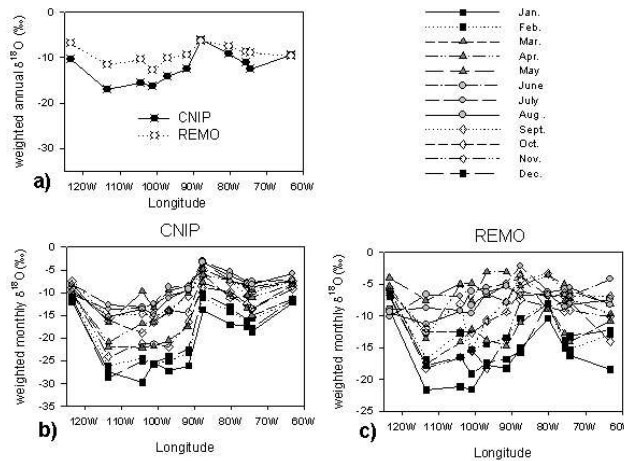 weighted annual δ¹⁸O (‰)
0
-10
-20
-30
CNIP
REMO
a)
120W 110W 100W 90W 80W 70W 60W
Longitude
Jan.
Feb.
Mar.
Apr.
May
June
July
Aug.
Sept.
Oct.
Nov.
Dec.
CNIP
weighted monthly δ¹⁸O (‰)
0
-5
-10
-15
-20
-25
-30
-35
b)
120W 110W 100W 90W 80W 70W 60W
Longitude
REMO
weighted monthly δ¹⁸O (‰)
0
-5
-10
-15
-20
-25
c)
120W 110W 100W 90W 80W 70W 60W
Longitude